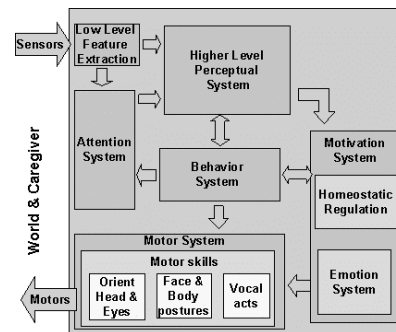 Sensors
Low Level
Feature
Extraction
Higher Level
Perceptual
System
Attention
System
Behavior
System
Motivation
System
Homeostatic
Regulation
Emotion
System
World & Caregiver
Motor System
Motor skills
Orient
Head &
Eyes
Face &
Body
postures
Vocal
acts
Motors